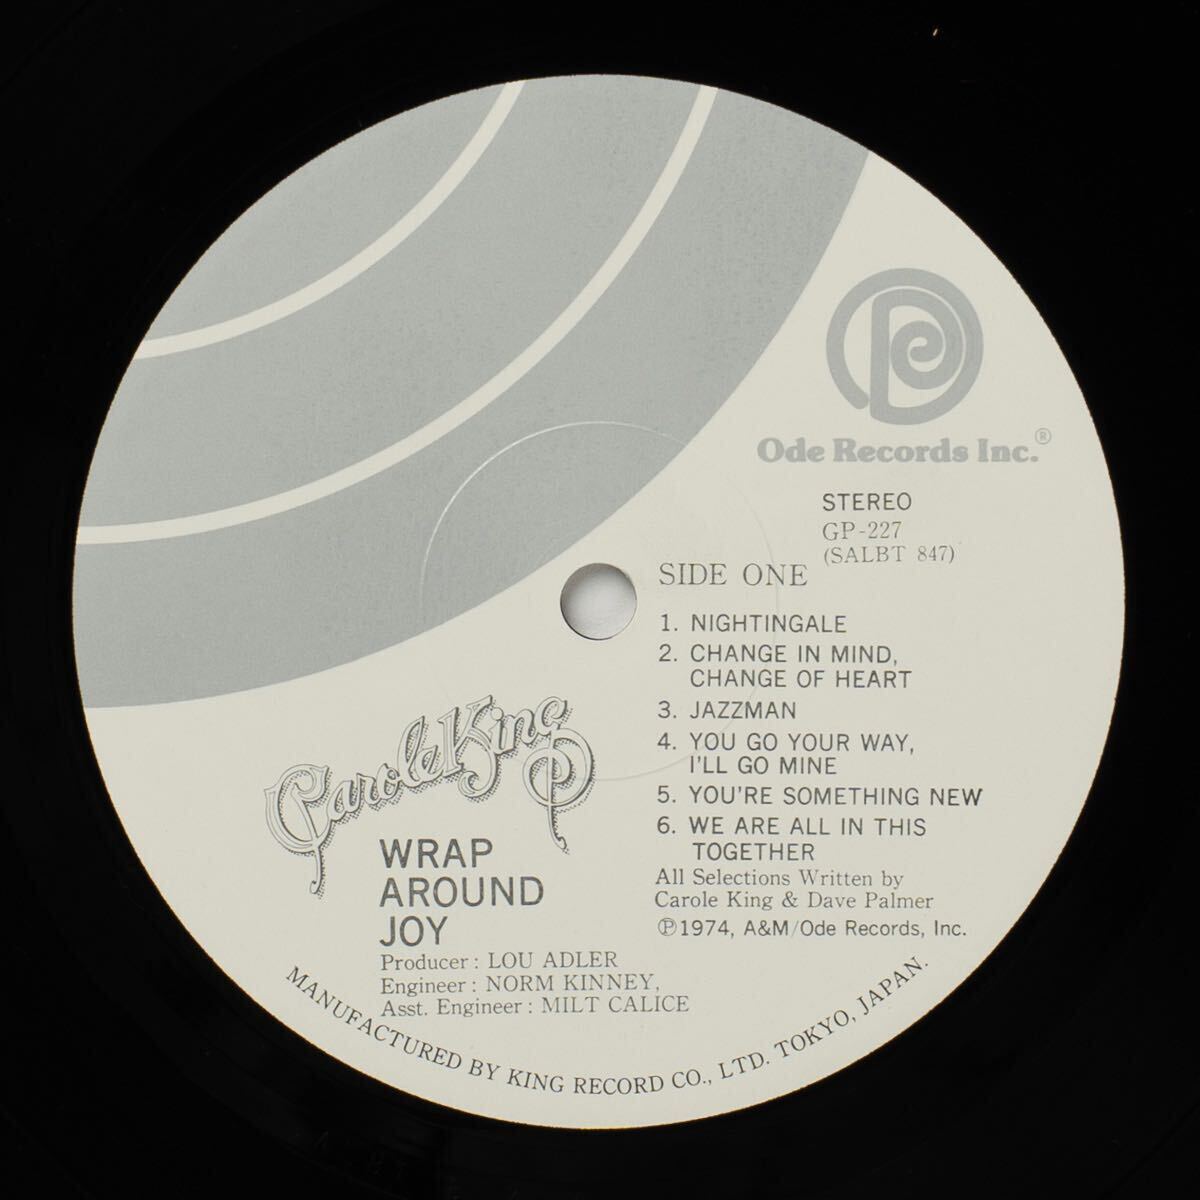 Ode Records Inc.®
STEREO
GP-227
(SALBT 847)
SIDE ONE
1. NIGHTINGALE
2. CHANGE IN MIND,
CHANGE OF HEART
3. JAZZMAN
4. YOU GO YOUR WAY,
I'LL GO MINE
5. YOU'RE SOMETHING NEW
6. WE ARE ALL IN THIS
TOGETHER
All Selections Written by
Carole King & Dave Palmer
℗1974, A&M/Ode Records, Inc.
Carole King
WRAP
AROUND
JOY
Producer : LOU ADLER
Engineer : NORM KINNEY,
Asst. Engineer : MILT CALICE
MANUFACTURED BY KING RECORD CO., LTD. TOKYO, JAPAN.